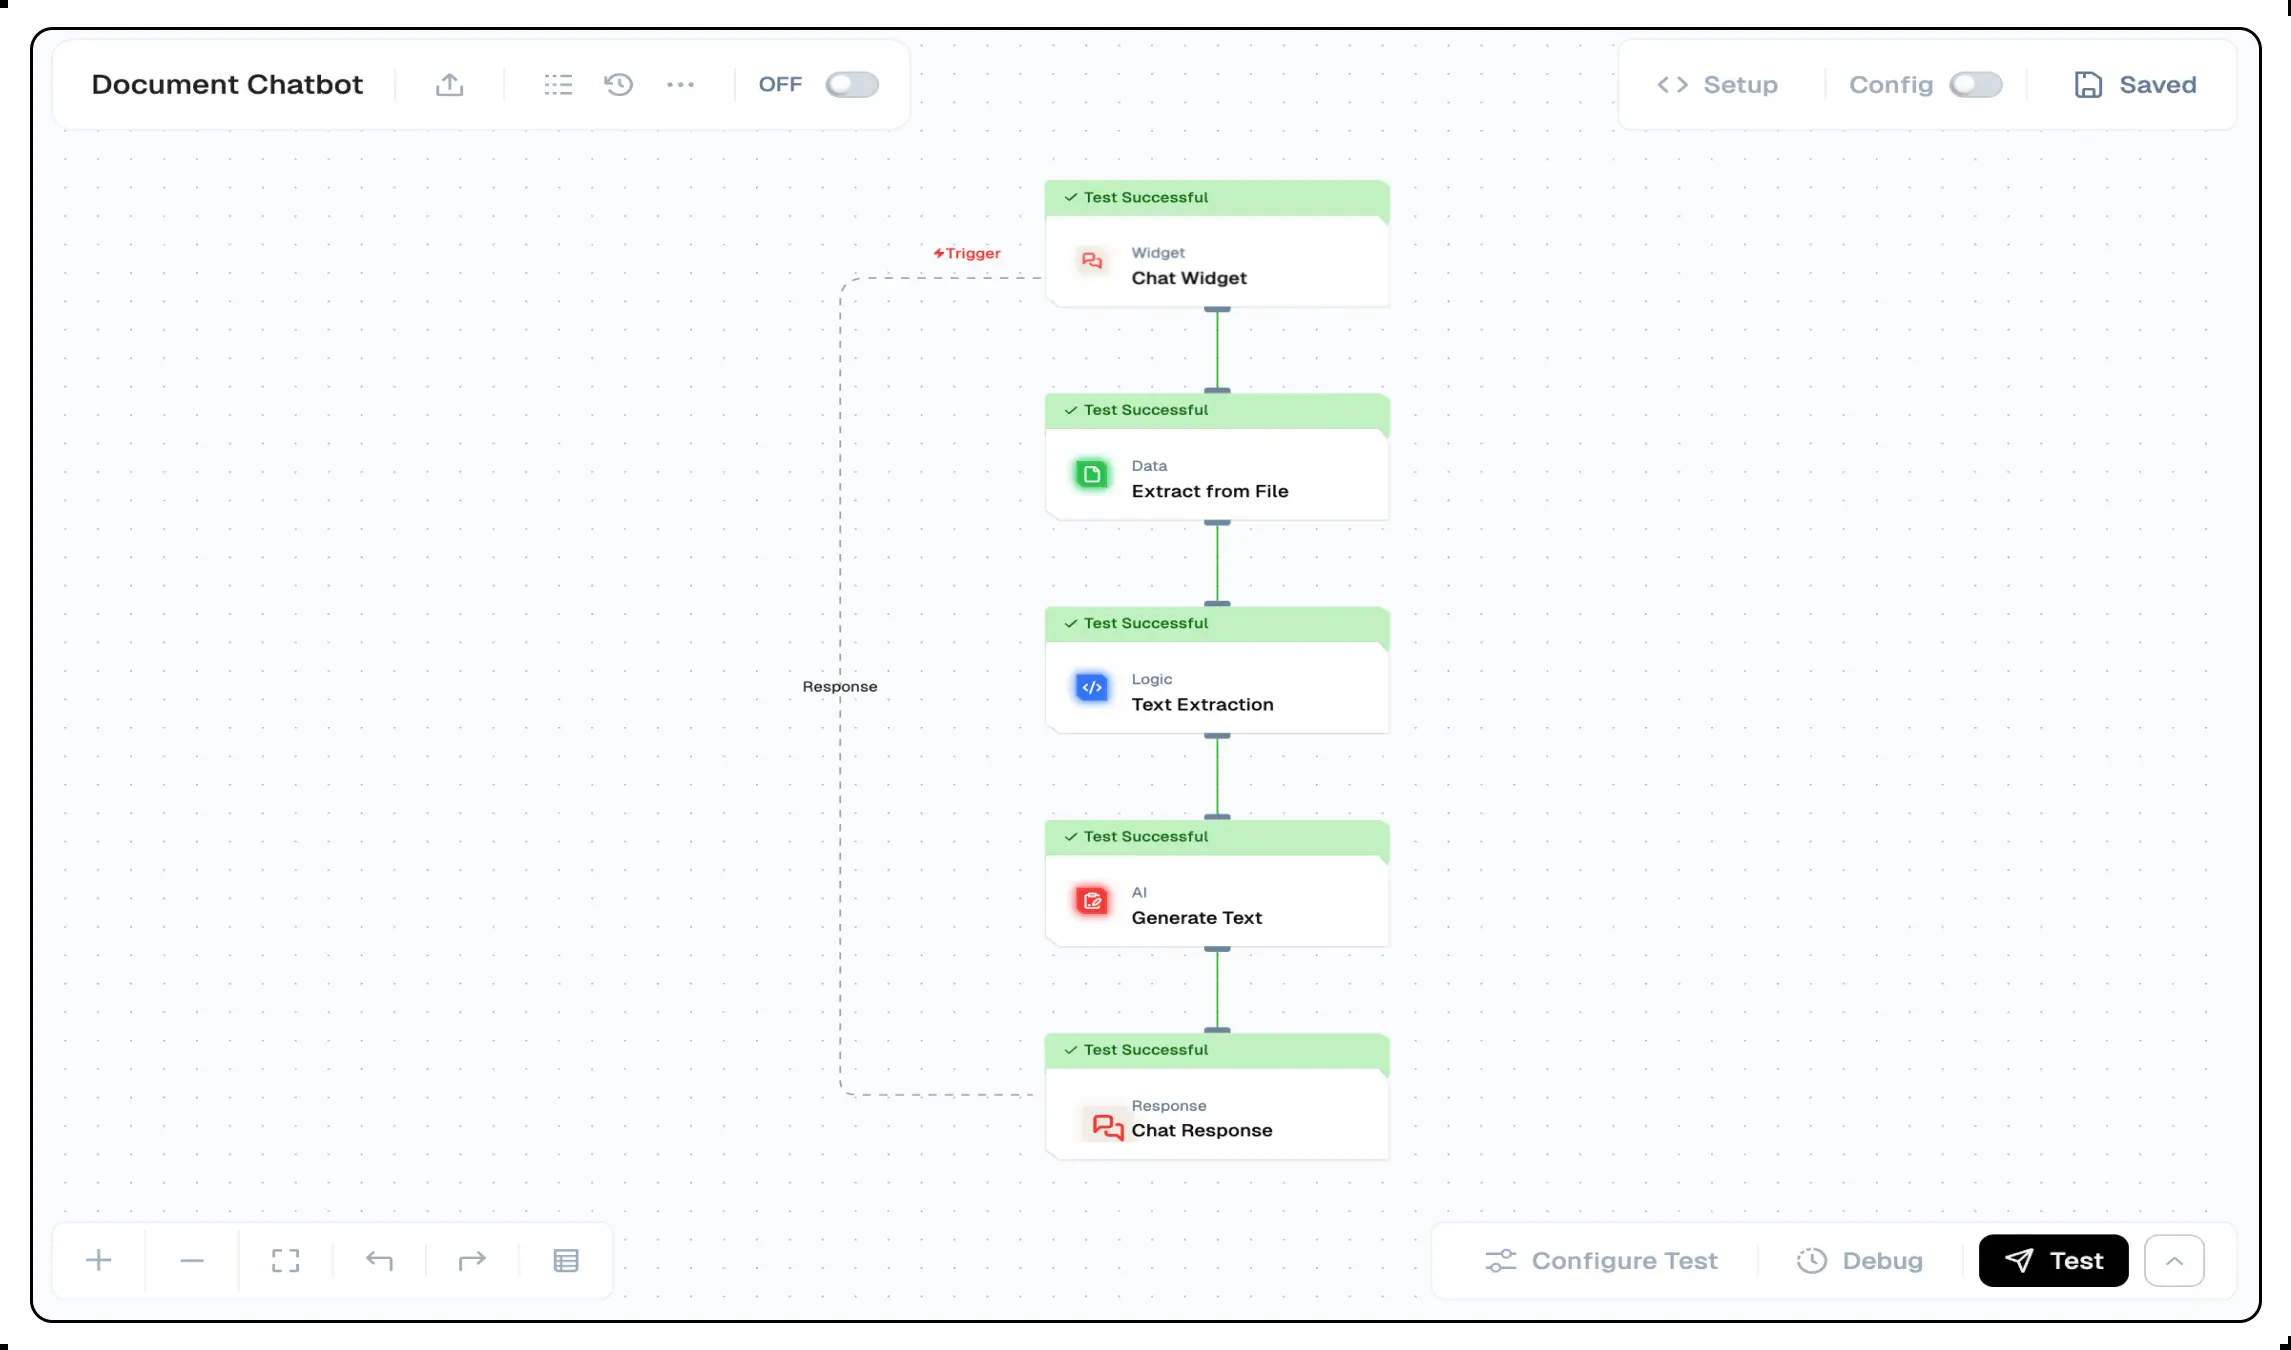 Document Chatbot
OFF
Setup
Config
Saved
Test Successful
Trigger
Widget
Chat Widget
Test Successful
Data
Extract from File
Test Successful
Logic
Text Extraction
Response
Test Successful
AI
Generate Text
Test Successful
Response
Chat Response
Configure Test
Debug
Test